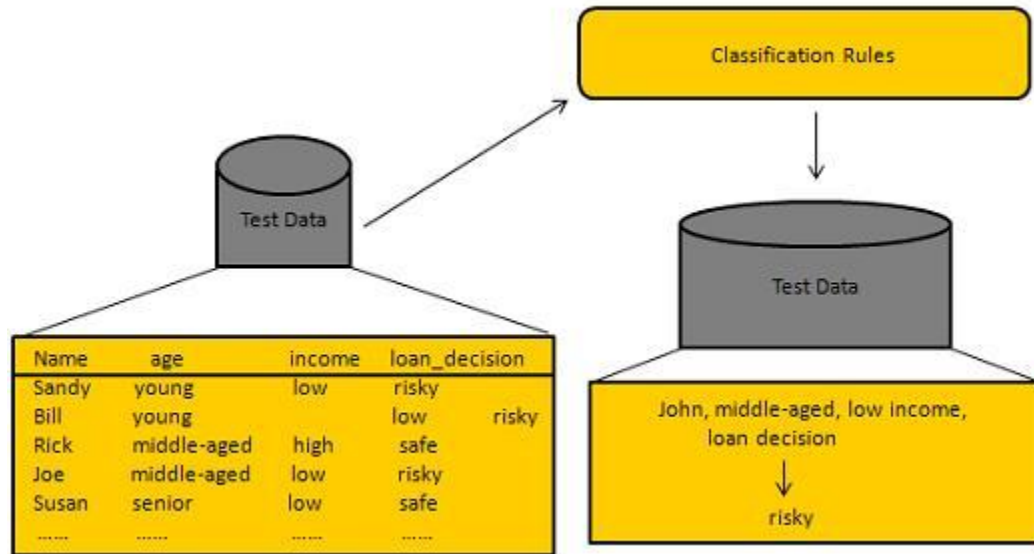 Classification Rules
Test Data
Test Data
Name age income loan_decision
Sandy young low risky
Bill young low risky
Rick middle-aged high safe
Joe middle-aged low risky
Susan senior low safe
...... ...... ...... ......
John, middle-aged, low income,
loan decision
risky